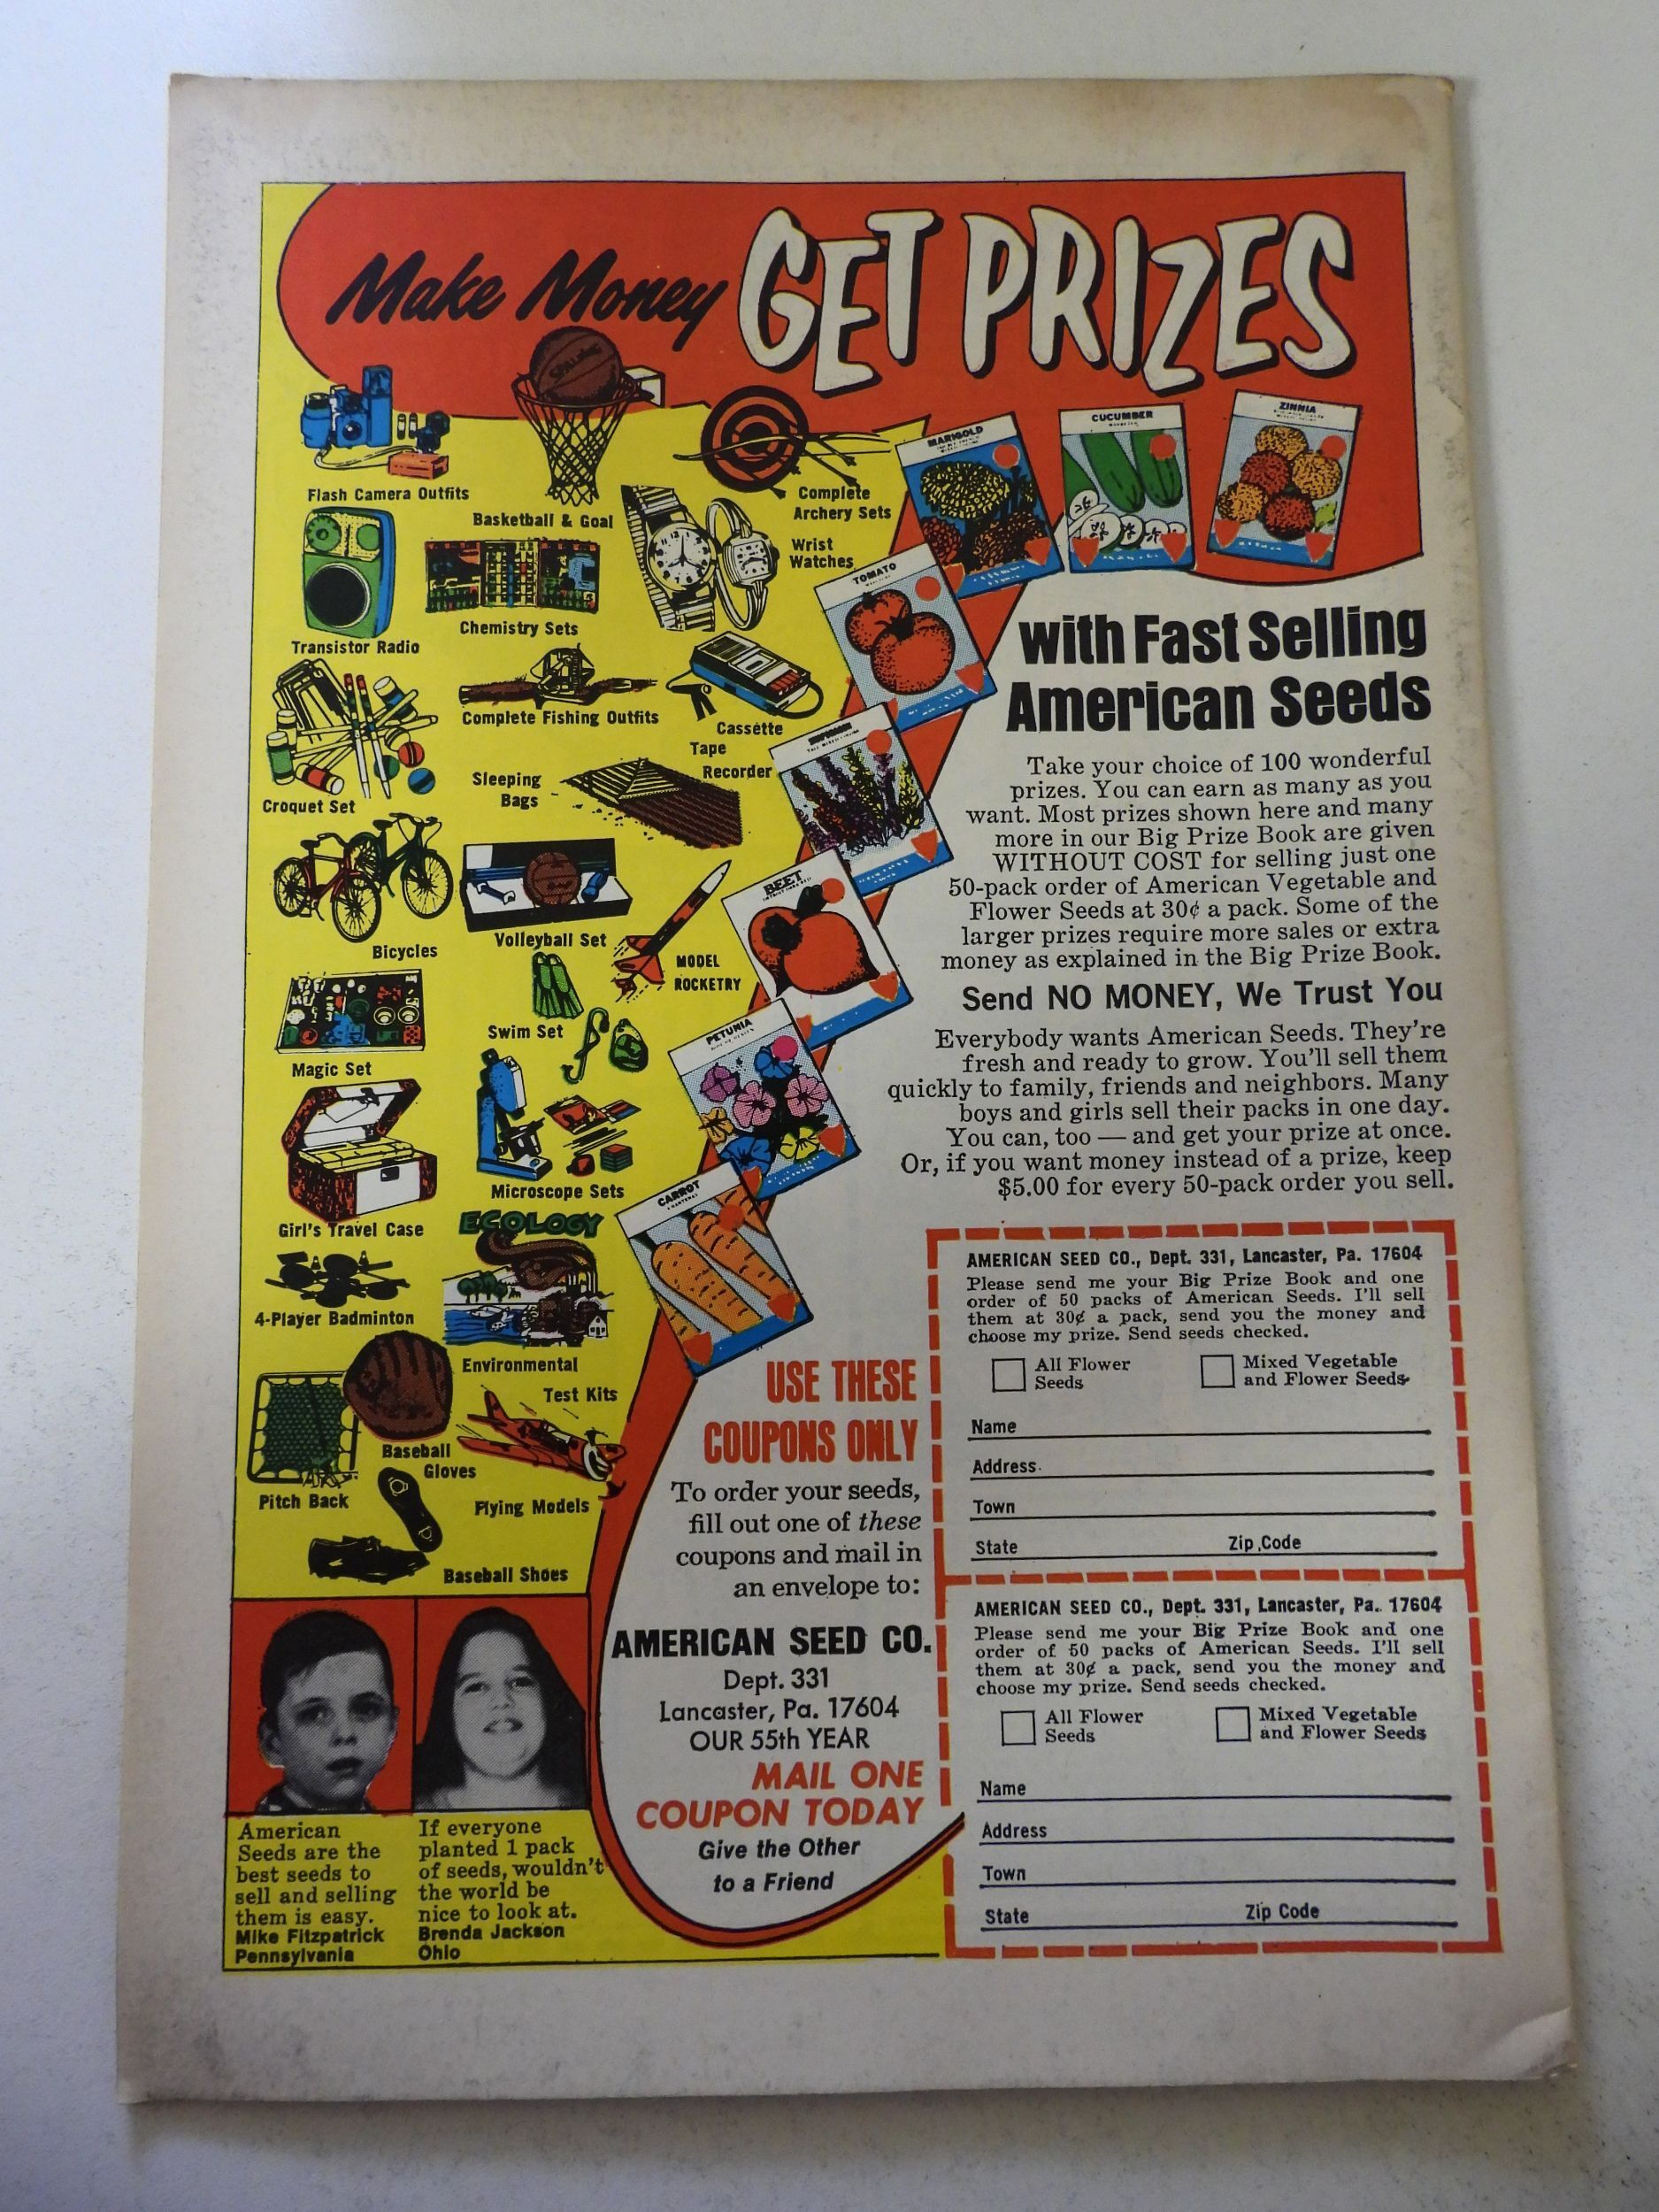 Make Money GET PRIZES
SPALDING
Flash Camera Outfits
Basketball & Goal
Complete
Archery Sets
Wrist
Watches
Transistor Radio
Chemistry Sets
Complete Fishing Outfits
Cassette
Tape
Recorder
Croquet Set
Sleeping
Bags
Bicycles
Volleyball Set
MODEL
ROCKETRY
Magic Set
Swim Set
Girl's Travel Case
Microscope Sets
ECOLOGY
4-Player Badminton
Environmental
Test Kits
Pitch Back
Baseball
Gloves
Flying Models
Baseball Shoes
MARIGOLD
CUCUMBER
ZINNIA
TOMATO
BEET
PETUNIA
CARROT
with Fast Selling
American Seeds
Take your choice of 100 wonderful
prizes. You can earn as many as you
want. Most prizes shown here and many
more in our Big Prize Book are given
WITHOUT COST for selling just one
50-pack order of American Vegetable and
Flower Seeds at 30¢ a pack. Some of the
larger prizes require more sales or extra
money as explained in the Big Prize Book.
Send NO MONEY, We Trust You
Everybody wants American Seeds. They're
fresh and ready to grow. You'll sell them
quickly to family, friends and neighbors. Many
boys and girls sell their packs in one day.
You can, too — and get your prize at once.
Or, if you want money instead of a prize, keep
$5.00 for every 50-pack order you sell.
USE THESE
COUPONS ONLY
To order your seeds,
fill out one of these
coupons and mail in
an envelope to:
AMERICAN SEED CO.
Dept. 331
Lancaster, Pa. 17604
OUR 55th YEAR
MAIL ONE
COUPON TODAY
Give the Other
to a Friend
AMERICAN SEED CO., Dept. 331, Lancaster, Pa. 17604
Please send me your Big Prize Book and one
order of 50 packs of American Seeds. I'll sell
them at 30¢ a pack, send you the money and
choose my prize. Send seeds checked.
All Flower
Seeds
Mixed Vegetable
and Flower Seeds
Name
Address
Town
State Zip Code
AMERICAN SEED CO., Dept. 331, Lancaster, Pa. 17604
Please send me your Big Prize Book and one
order of 50 packs of American Seeds. I'll sell
them at 30¢ a pack, send you the money and
choose my prize. Send seeds checked.
All Flower
Seeds
Mixed Vegetable
and Flower Seeds
Name
Address
Town
State Zip Code
American
Seeds are the
best seeds to
sell and selling
them is easy.
Mike Fitzpatrick
Pennsylvania
If everyone
planted 1 pack
of seeds, wouldn't
the world be
nice to look at.
Brenda Jackson
Ohio